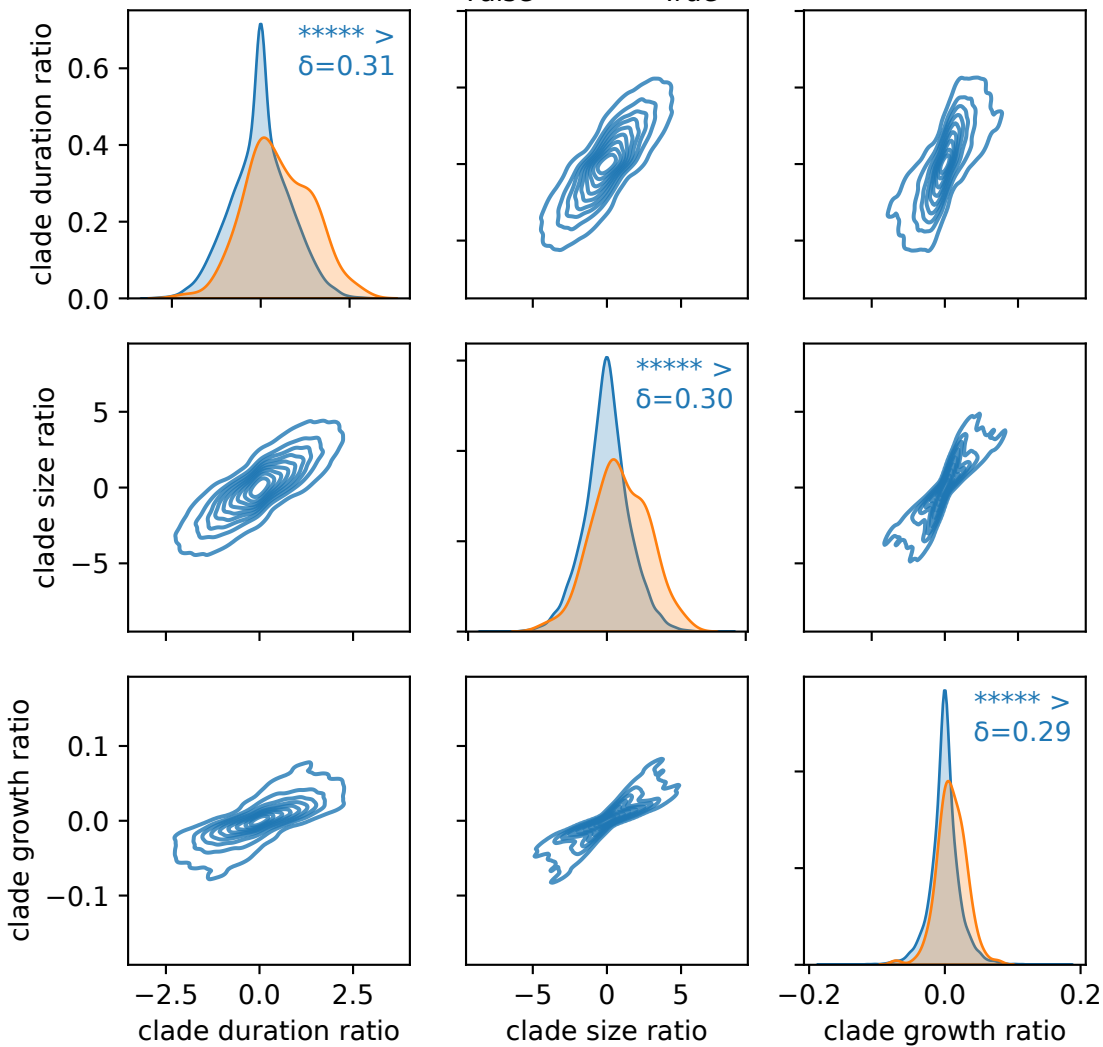 False True
clade duration ratio
0.6
0.4
0.2
0.0
***** >
δ=0.31
clade size ratio
5
0
−5
***** >
δ=0.30
clade growth ratio
0.1
0.0
−0.1
***** >
δ=0.29
−2.5 0.0 2.5
−5 0 5
−0.2 0.0 0.2
clade duration ratio
clade size ratio
clade growth ratio